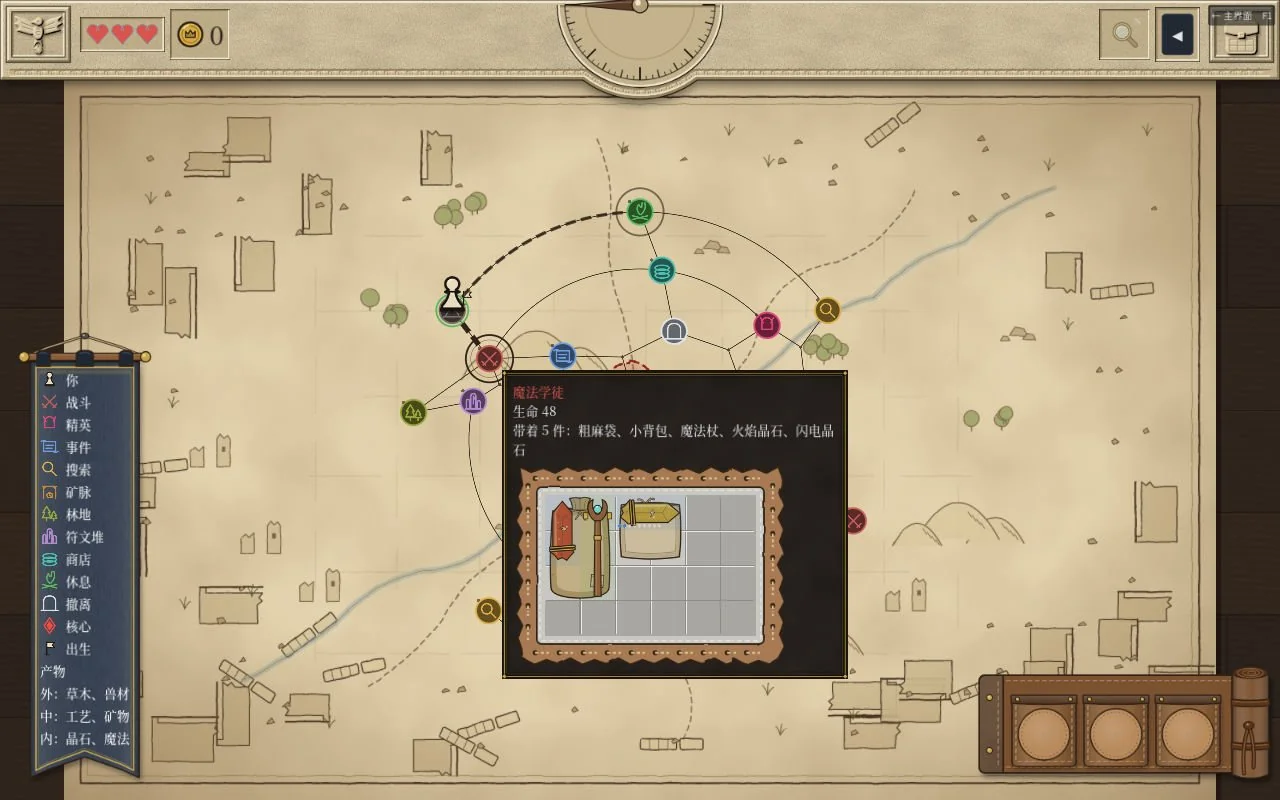 0
← 主界面 F1
魔法学徒
生命 48
带着 5 件：粗麻袋、小背包、魔法杖、火焰晶石、闪电晶
石
你
战斗
精英
事件
搜索
矿脉
林地
符文堆
商店
休息
撤离
核心
出生
产物
外：草木、兽材
中：工艺、矿物
内：晶石、魔法